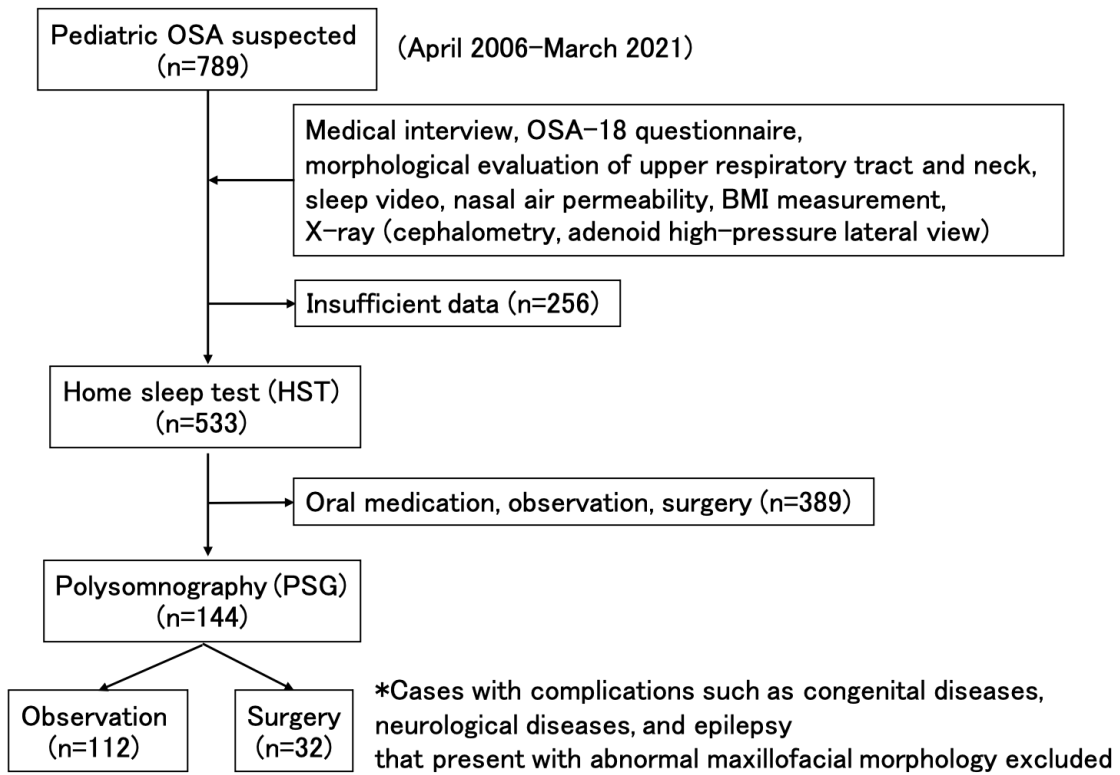 Pediatric OSA suspected
(n=789)
(April 2006-March 2021)
Medical interview, OSA-18 questionnaire,
morphological evaluation of upper respiratory tract and neck,
sleep video, nasal air permeability, BMI measurement,
X-ray (cephalometry, adenoid high-pressure lateral view)
Insufficient data (n=256)
Home sleep test (HST)
(n=533)
Oral medication, observation, surgery (n=389)
Polysomnography (PSG)
(n=144)
Observation
(n=112)
Surgery
(n=32)
*Cases with complications such as congenital diseases,
neurological diseases, and epilepsy
that present with abnormal maxillofacial morphology excluded